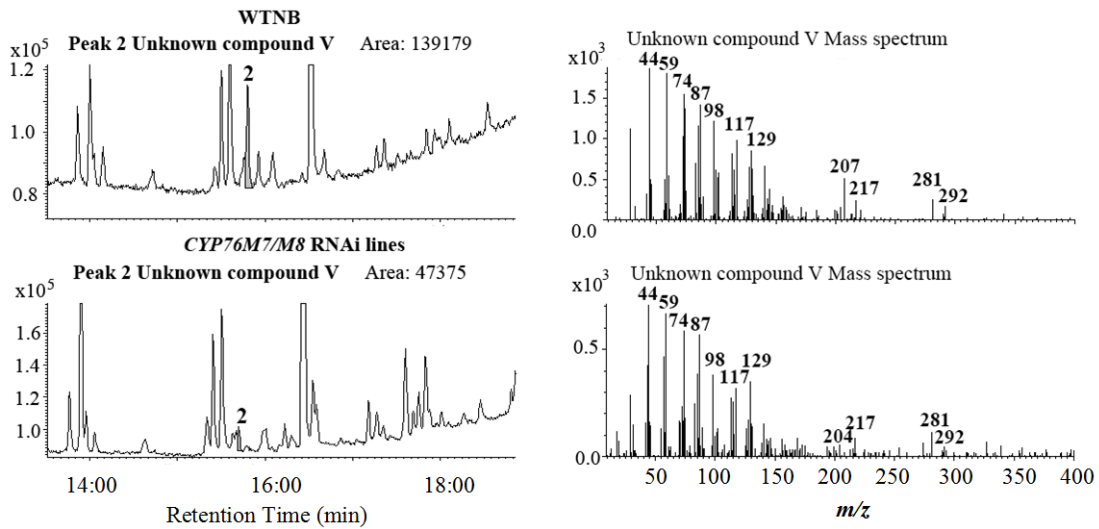 WTNB
Peak 2 Unknown compound V Area: 139179
x10⁵
1.2
1.0
0.8
2
Unknown compound V Mass spectrum
x10³
1.5
1.0
0.5
0.0
44 59 74 87 98 117 129 207 217 281 292
CYP76M7/M8 RNAi lines
Peak 2 Unknown compound V Area: 47375
x10⁵
1.6
1.4
1.2
1.0
2
14:00 16:00 18:00
Retention Time (min)
Unknown compound V Mass spectrum
x10³
0.5
0.0
44 59 74 87 98 117 129 204 217 281 292
50 100 150 200 250 300 350 400
m/z